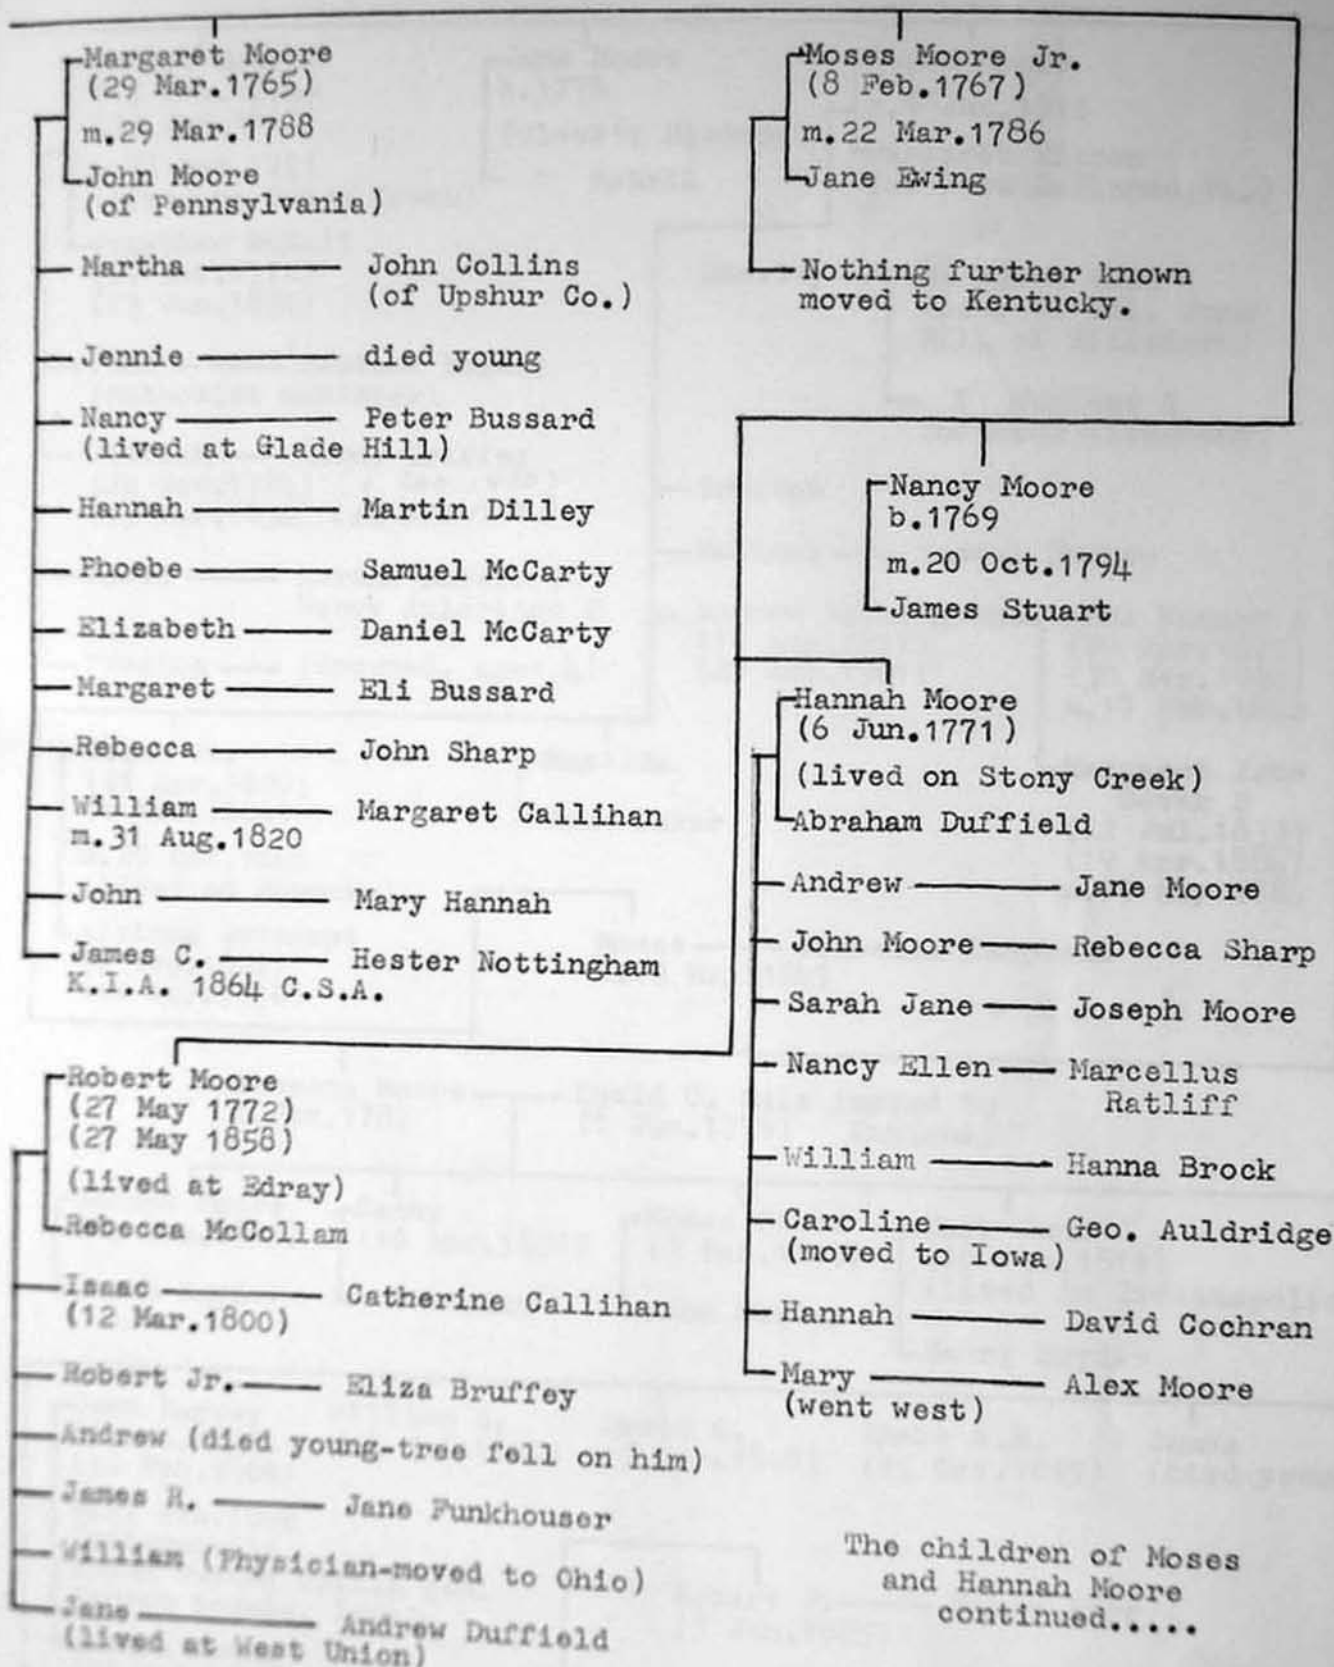 Margaret Moore
(29 Mar.1765)
m.29 Mar.1788
John Moore
(of Pennsylvania)
Martha John Collins
(of Upshur Co.)
Jennie died young
Nancy Peter Bussard
(lived at Glade Hill)
Hannah Martin Dilley
Phoebe Samuel McCarty
Elizabeth Daniel McCarty
Margaret Eli Bussard
Rebecca John Sharp
William Margaret Callihan
m.31 Aug.1820
John Mary Hannah
James C. Hester Nottingham
K.I.A. 1864 C.S.A.
Moses Moore Jr.
(8 Feb.1767)
m.22 Mar.1786
Jane Ewing
Nothing further known
moved to Kentucky.
Nancy Moore
b.1769
m.20 Oct.1794
James Stuart
Hannah Moore
(6 Jun.1771)
(lived on Stony Creek)
Abraham Duffield
Andrew Jane Moore
John Moore Rebecca Sharp
Sarah Jane Joseph Moore
Nancy Ellen Marcellus
Ratliff
William Hanna Brock
Caroline Geo. Auldridge
(moved to Iowa)
Hannah David Cochran
Mary Alex Moore
(went west)
Robert Moore
(27 May 1772)
(27 May 1858)
(lived at Edray)
Rebecca McCollam
Isaac Catherine Callihan
(12 Mar.1800)
Robert Jr. Eliza Bruffey
Andrew (died young-tree fell on him)
James R. Jane Funkhouser
William (Physician-moved to Ohio)
Jane Andrew Duffield
(lived at West Union)
The children of Moses
and Hannah Moore
continued.....